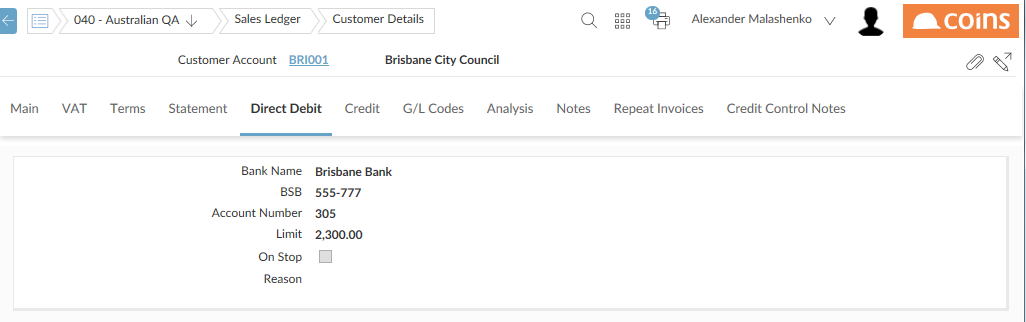 040 - Australian QA Sales Ledger Customer Details 16 Alexander Malashenko coins
Customer Account BRI001 Brisbane City Council
Main VAT Terms Statement Direct Debit Credit G/L Codes Analysis Notes Repeat Invoices Credit Control Notes
Bank Name Brisbane Bank
BSB 555-777
Account Number 305
Limit 2,300.00
On Stop
Reason